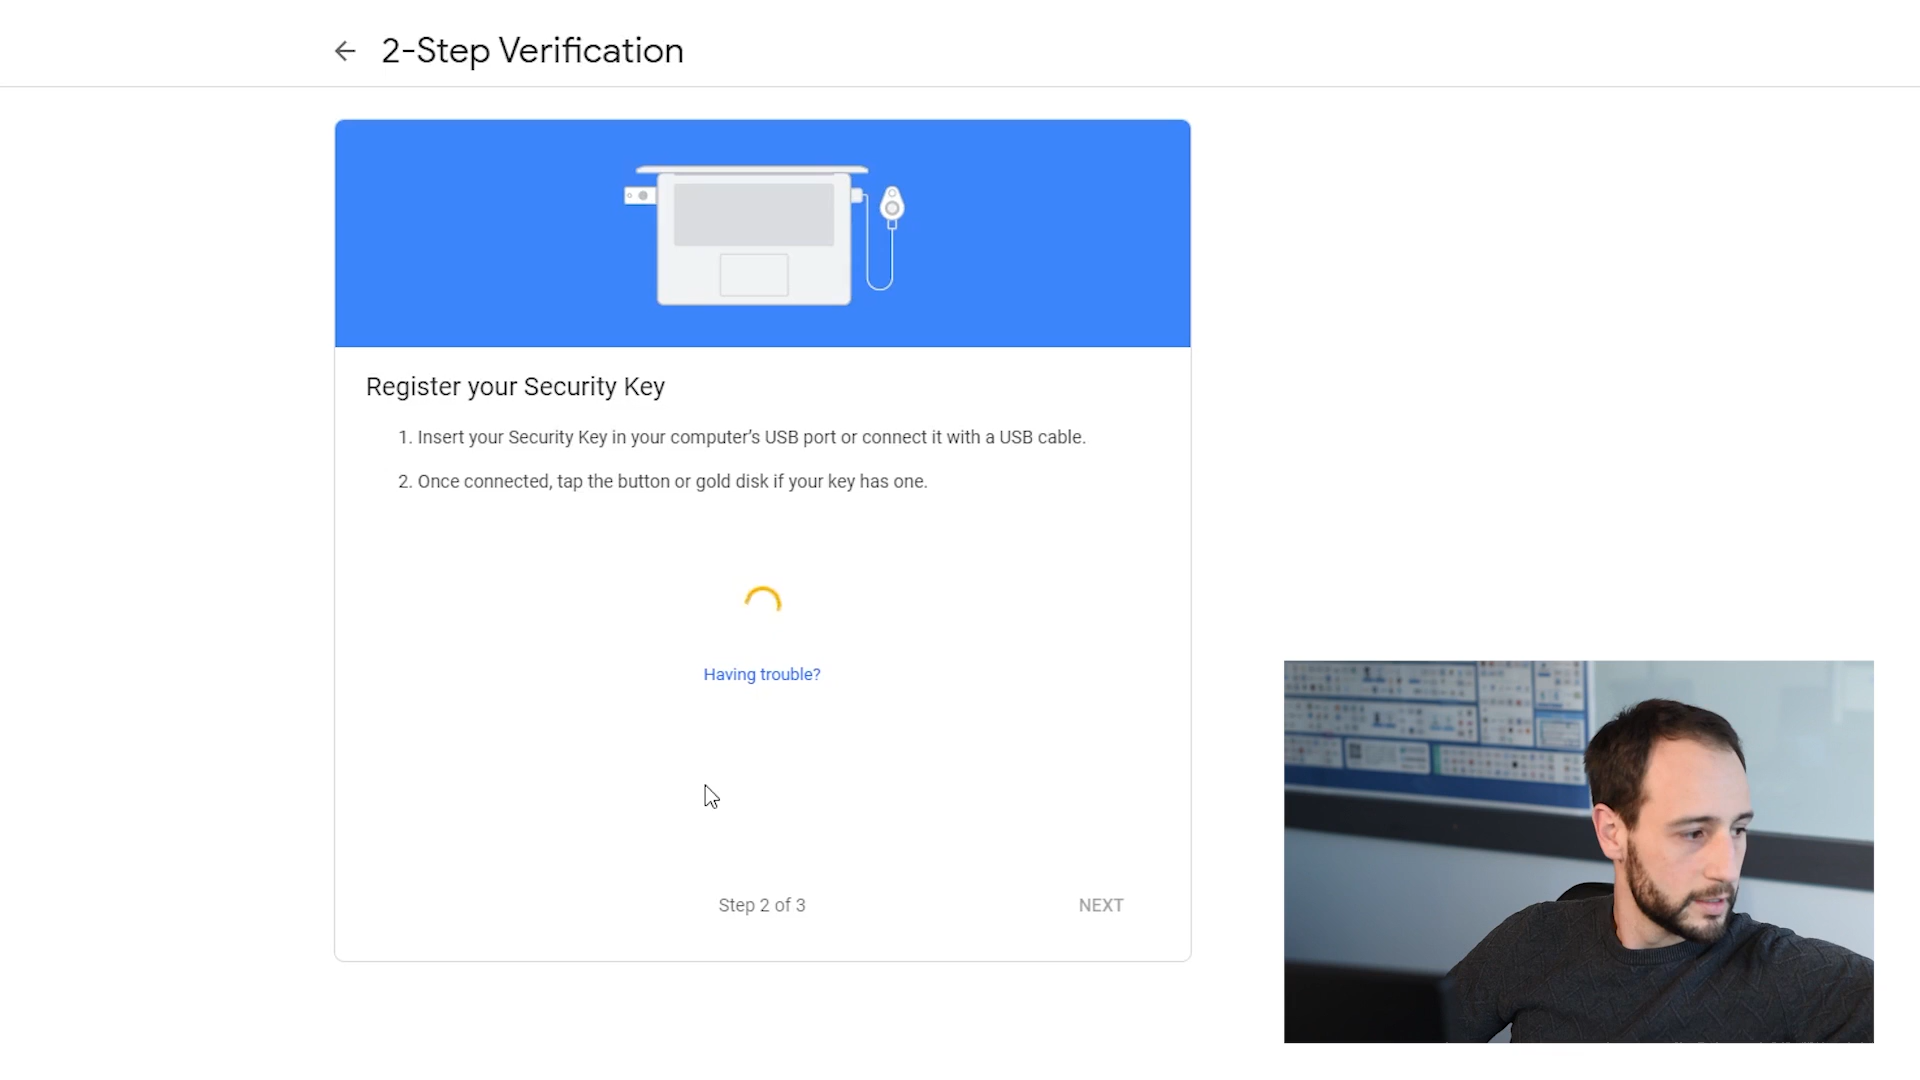 2-Step Verification
Register your Security Key
1. Insert your Security Key in your computer’s USB port or connect it with a USB cable.
2. Once connected, tap the button or gold disk if your key has one.
Having trouble?
Step 2 of 3
NEXT